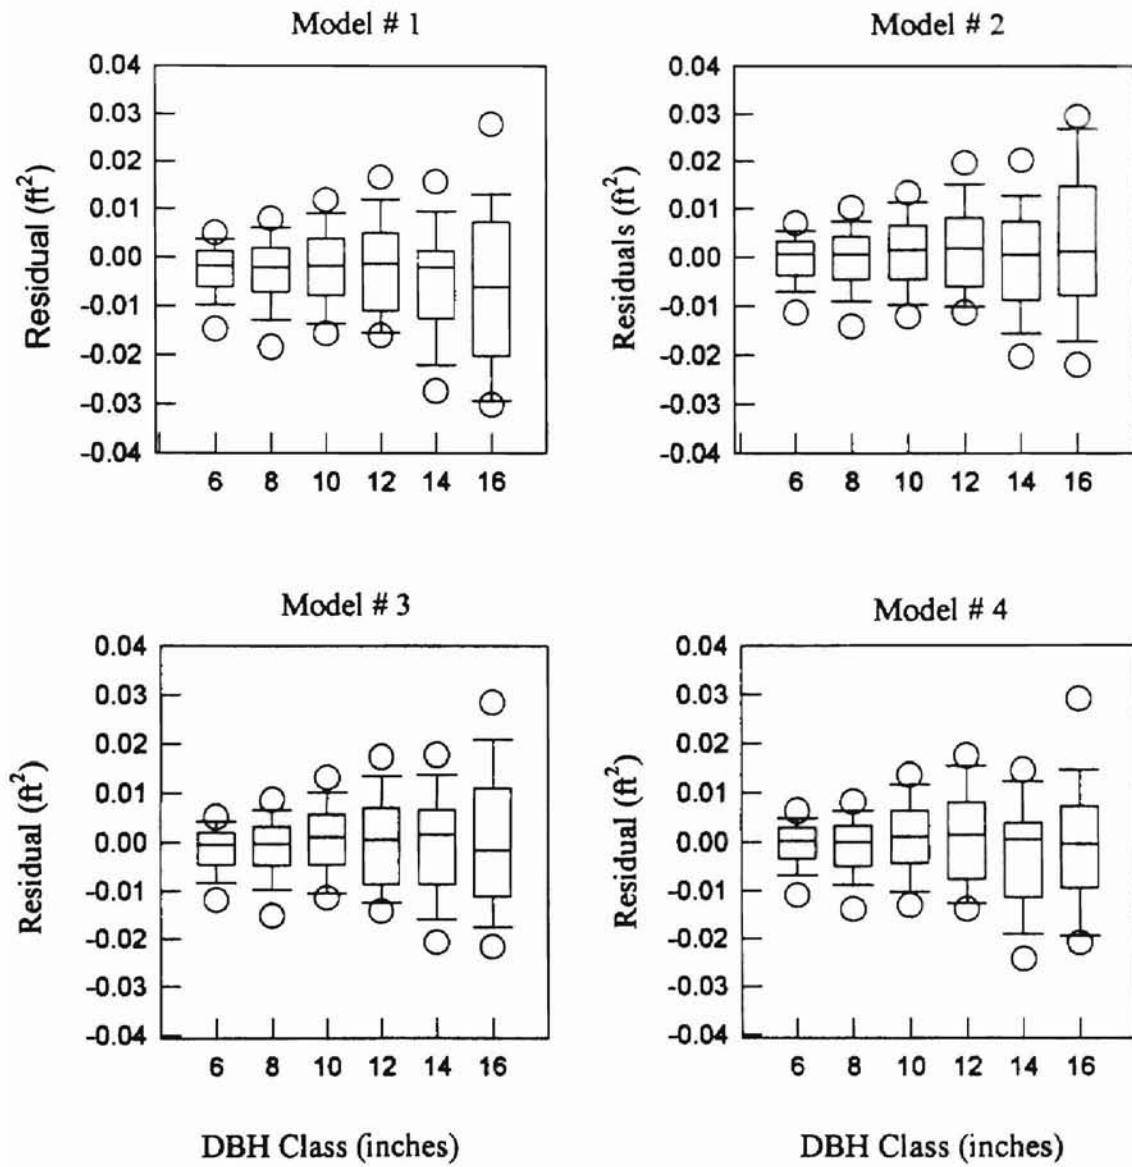 Model # 1
Residual (ft²)
0.04
0.03
0.02
0.01
0.00
-0.01
-0.02
-0.03
-0.04
6 8 10 12 14 16
Model # 2
Residuals (ft²)
0.04
0.03
0.02
0.01
0.00
-0.01
-0.02
-0.03
-0.04
6 8 10 12 14 16
Model # 3
Residual (ft²)
0.04
0.03
0.02
0.01
0.00
-0.01
-0.02
-0.03
-0.04
6 8 10 12 14 16
DBH Class (inches)
Model # 4
Residual (ft²)
0.04
0.03
0.02
0.01
0.00
-0.01
-0.02
-0.03
-0.04
6 8 10 12 14 16
DBH Class (inches)